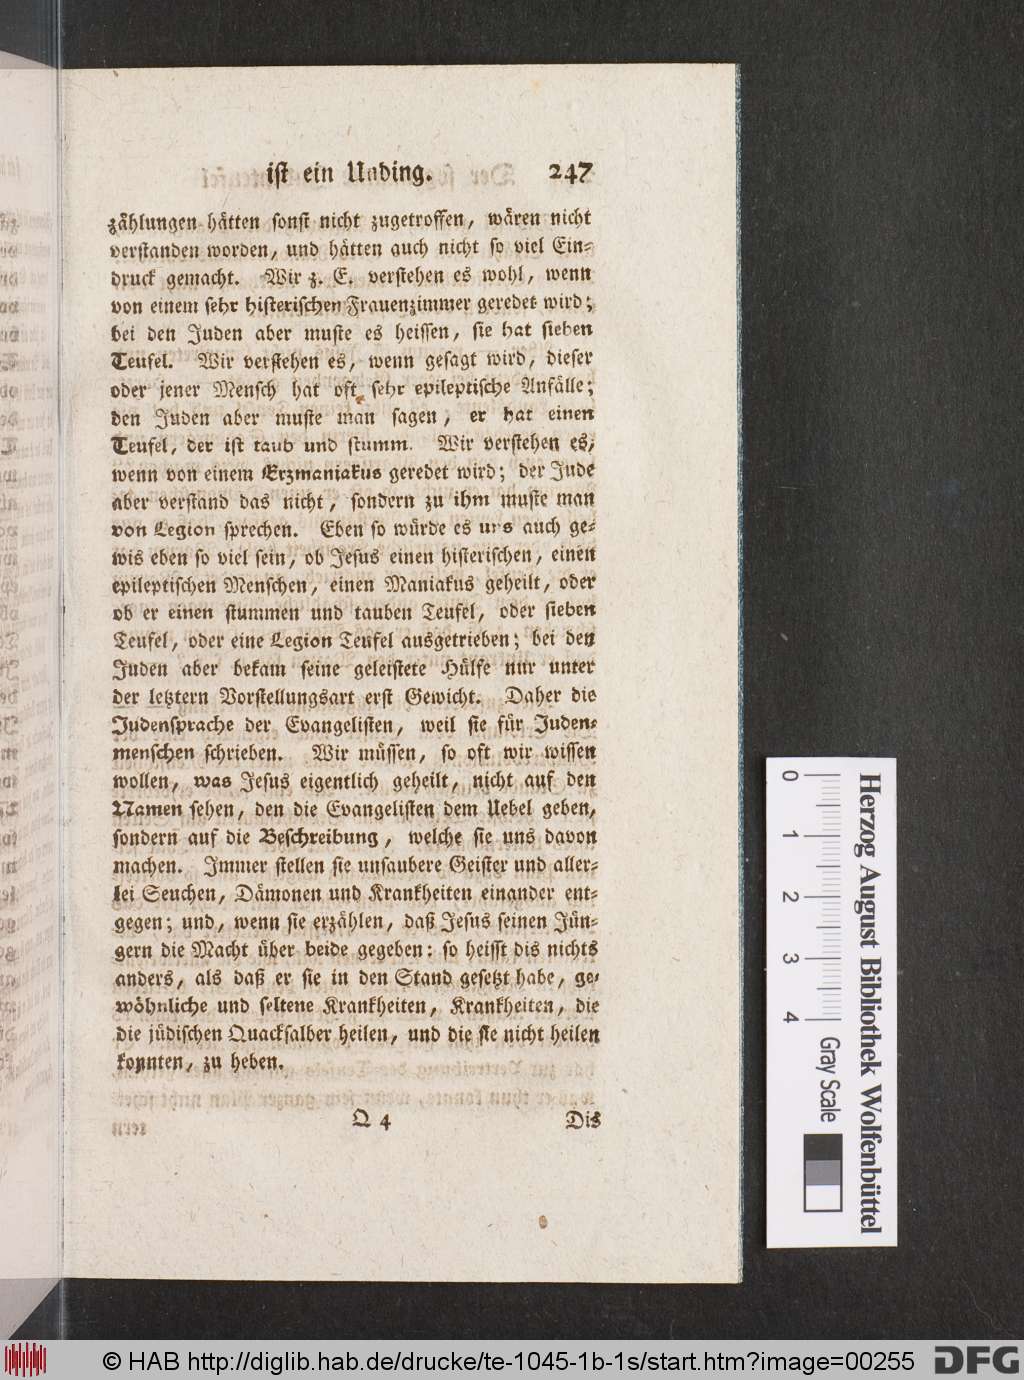 ist ein Unding. 247
zählungen hätten sonst nicht zugetroffen, wären nicht
verstanden worden, und hätten auch nicht so viel Ein-
druck gemacht. Wir z. E. verstehen es wohl, wenn
von einem sehr histerischen Frauenzimmer geredet wird;
bei den Juden aber muste es heissen, sie hat sieben
Teufel. Wir verstehen es, wenn gesagt wird, dieser
oder jener Mensch hat oft sehr epileptische Anfälle;
den Juden aber muste man sagen, er hat einen
Teufel, der ist taub und stumm. Wir verstehen es,
wenn von einem Erzmaniakus geredet wird; der Jude
aber verstand das nicht, sondern zu ihm muste man
von Legion sprechen. Eben so würde es uns auch ge-
wis eben so viel sein, ob Jesus einen histerischen, einen
epileptischen Menschen, einen Maniakus geheilt, oder
ob er einen stummen und tauben Teufel, oder sieben
Teufel, oder eine Legion Teufel ausgetrieben; bei den
Juden aber bekam seine geleistete Hülfe nur unter
der letztern Vorstellungsart erst Gewicht. Daher die
Judensprache der Evangelisten, weil sie für Juden-
menschen schrieben. Wir müssen, so oft wir wissen
wollen, was Jesus eigentlich geheilt, nicht auf den
Namen sehen, den die Evangelisten dem Uebel geben,
sondern auf die Beschreibung, welche sie uns davon
machen. Immer stellen sie unsaubere Geister und aller-
lei Seuchen, Dämonen und Krankheiten einander ent-
gegen; und, wenn sie erzählen, daß Jesus seinen Jün-
gern die Macht über beide gegeben: so heisst dis nichts
anders, als daß er sie in den Stand gesetzt habe, ge-
wöhnliche und seltene Krankheiten, Krankheiten, die
die jüdischen Quacksalber heilen, und die sie nicht heilen
konnten, zu heben.
Q 4 Dis
0 1 2 3 4 Gray Scale
Herzog August Bibliothek Wolfenbüttel
© HAB http://diglib.hab.de/drucke/te-1045-1b-1s/start.htm?image=00255 DFG